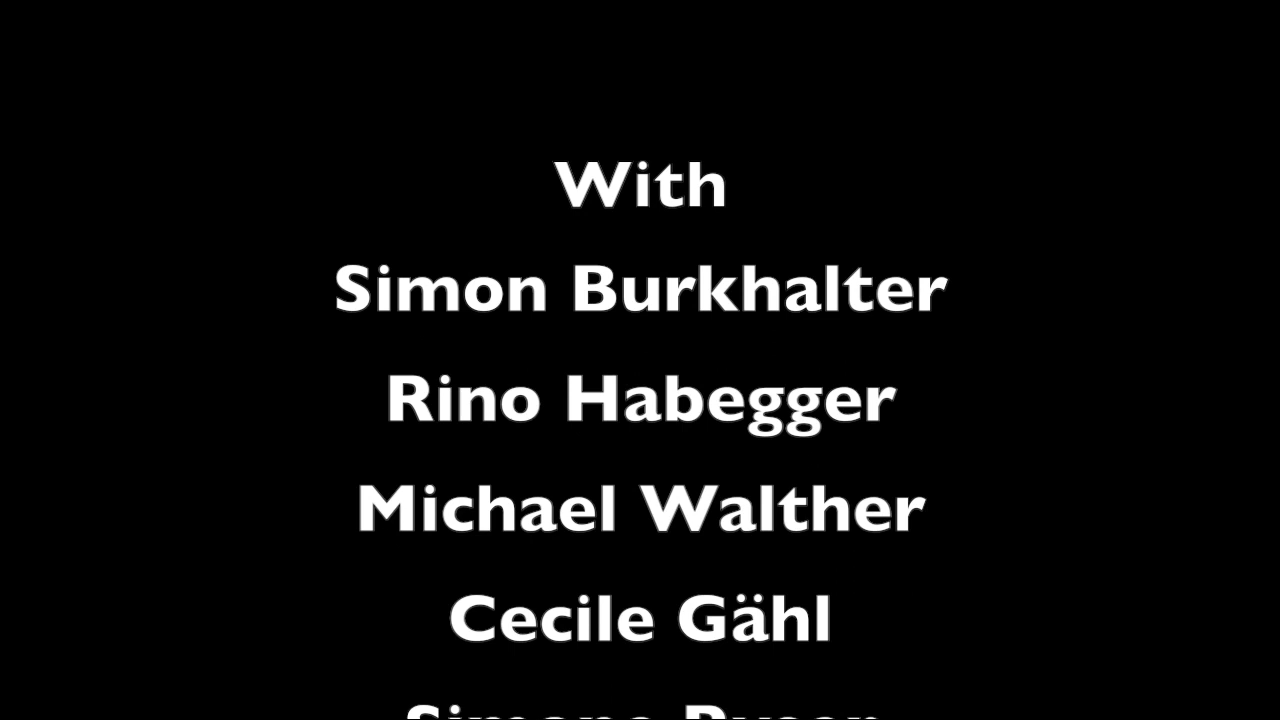 With
Simon Burkhalter
Rino Habegger
Michael Walther
Cecile Gähl